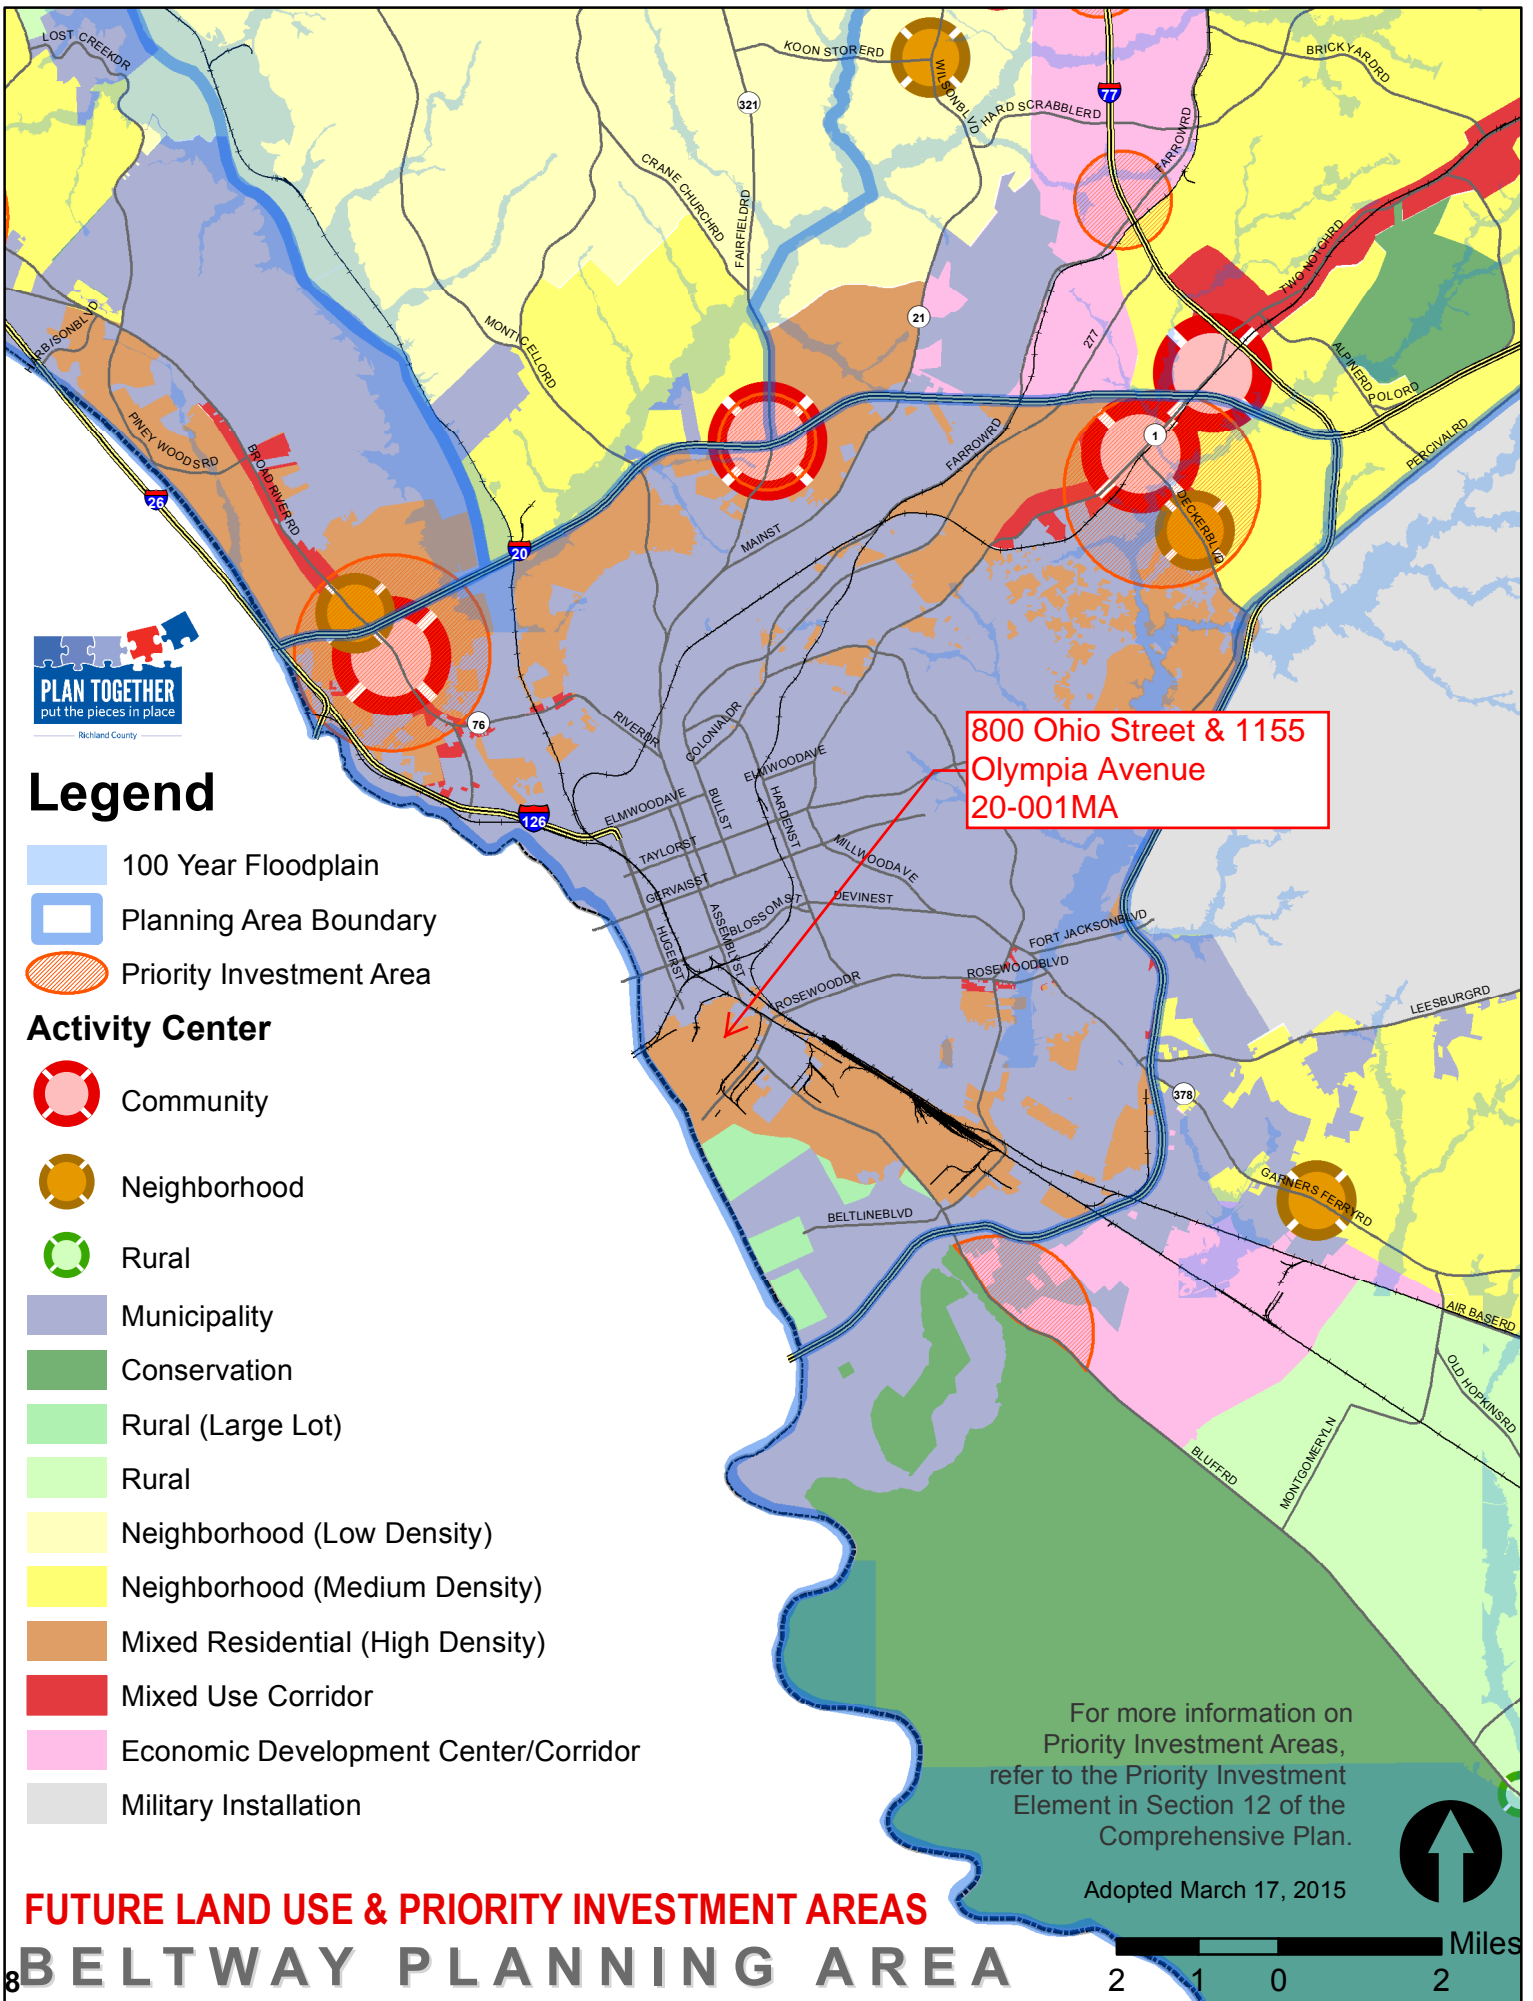 LOST CREEKDR
KOON STORERD
WILSONBLVD
HARD SCRABBLERD
77
FARROWRD
BRICKYARDRD
321
CRANE CHURCHRD
FAIRFIELDRD
TWO NOTCHRD
HARBISONBLVD
MONTICELLORD
21
277
ALPINERD
POLORD
PERCIVALRD
PINEY WOODSRD
BROAD RIVERRD
26
20
MAINST
FARROWRD
1
DECKERBLVD
PLAN TOGETHER
put the pieces in place
Richland County
76
RIVERDR
COLONIALDR
ELMWOODAVE
800 Ohio Street & 1155
Olympia Avenue
20-001MA
126
ELMWOODAVE
BULLST
HARDENST
TAYLORST
MILLWOODAVE
GERVAISST
DEVINEST
BLOSSOMST
ASSEMBLYST
HUGERST
FORT JACKSONBLVD
ROSEWOODBLVD
ROSEWOODDR
LEESBURGRD
378
GARNERS FERRYRD
BELTLINEBLVD
AIR BASERD
OLD HOPKINSRD
MONTGOMERYLN
BLUFFRD
Legend
100 Year Floodplain
Planning Area Boundary
Priority Investment Area
Activity Center
Community
Neighborhood
Rural
Municipality
Conservation
Rural (Large Lot)
Rural
Neighborhood (Low Density)
Neighborhood (Medium Density)
Mixed Residential (High Density)
Mixed Use Corridor
Economic Development Center/Corridor
Military Installation
For more information on
Priority Investment Areas,
refer to the Priority Investment
Element in Section 12 of the
Comprehensive Plan.
Adopted March 17, 2015
FUTURE LAND USE & PRIORITY INVESTMENT AREAS
BELTWAY PLANNING AREA
8
Miles
2 1 0 2